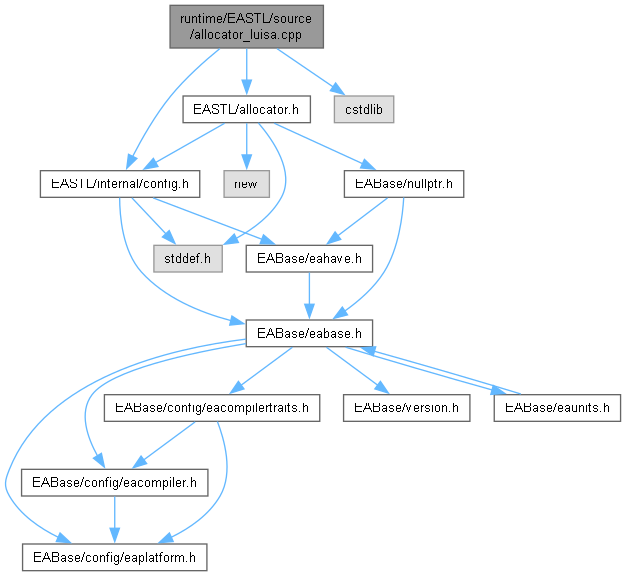 runtime/EASTL/source
/allocator_luisa.cpp
EASTL/allocator.h
cstdlib
EASTL/internal/config.h
new
EABase/nullptr.h
stddef.h
EABase/eahave.h
EABase/eabase.h
EABase/config/eacompilertraits.h
EABase/version.h
EABase/eaunits.h
EABase/config/eacompiler.h
EABase/config/eaplatform.h